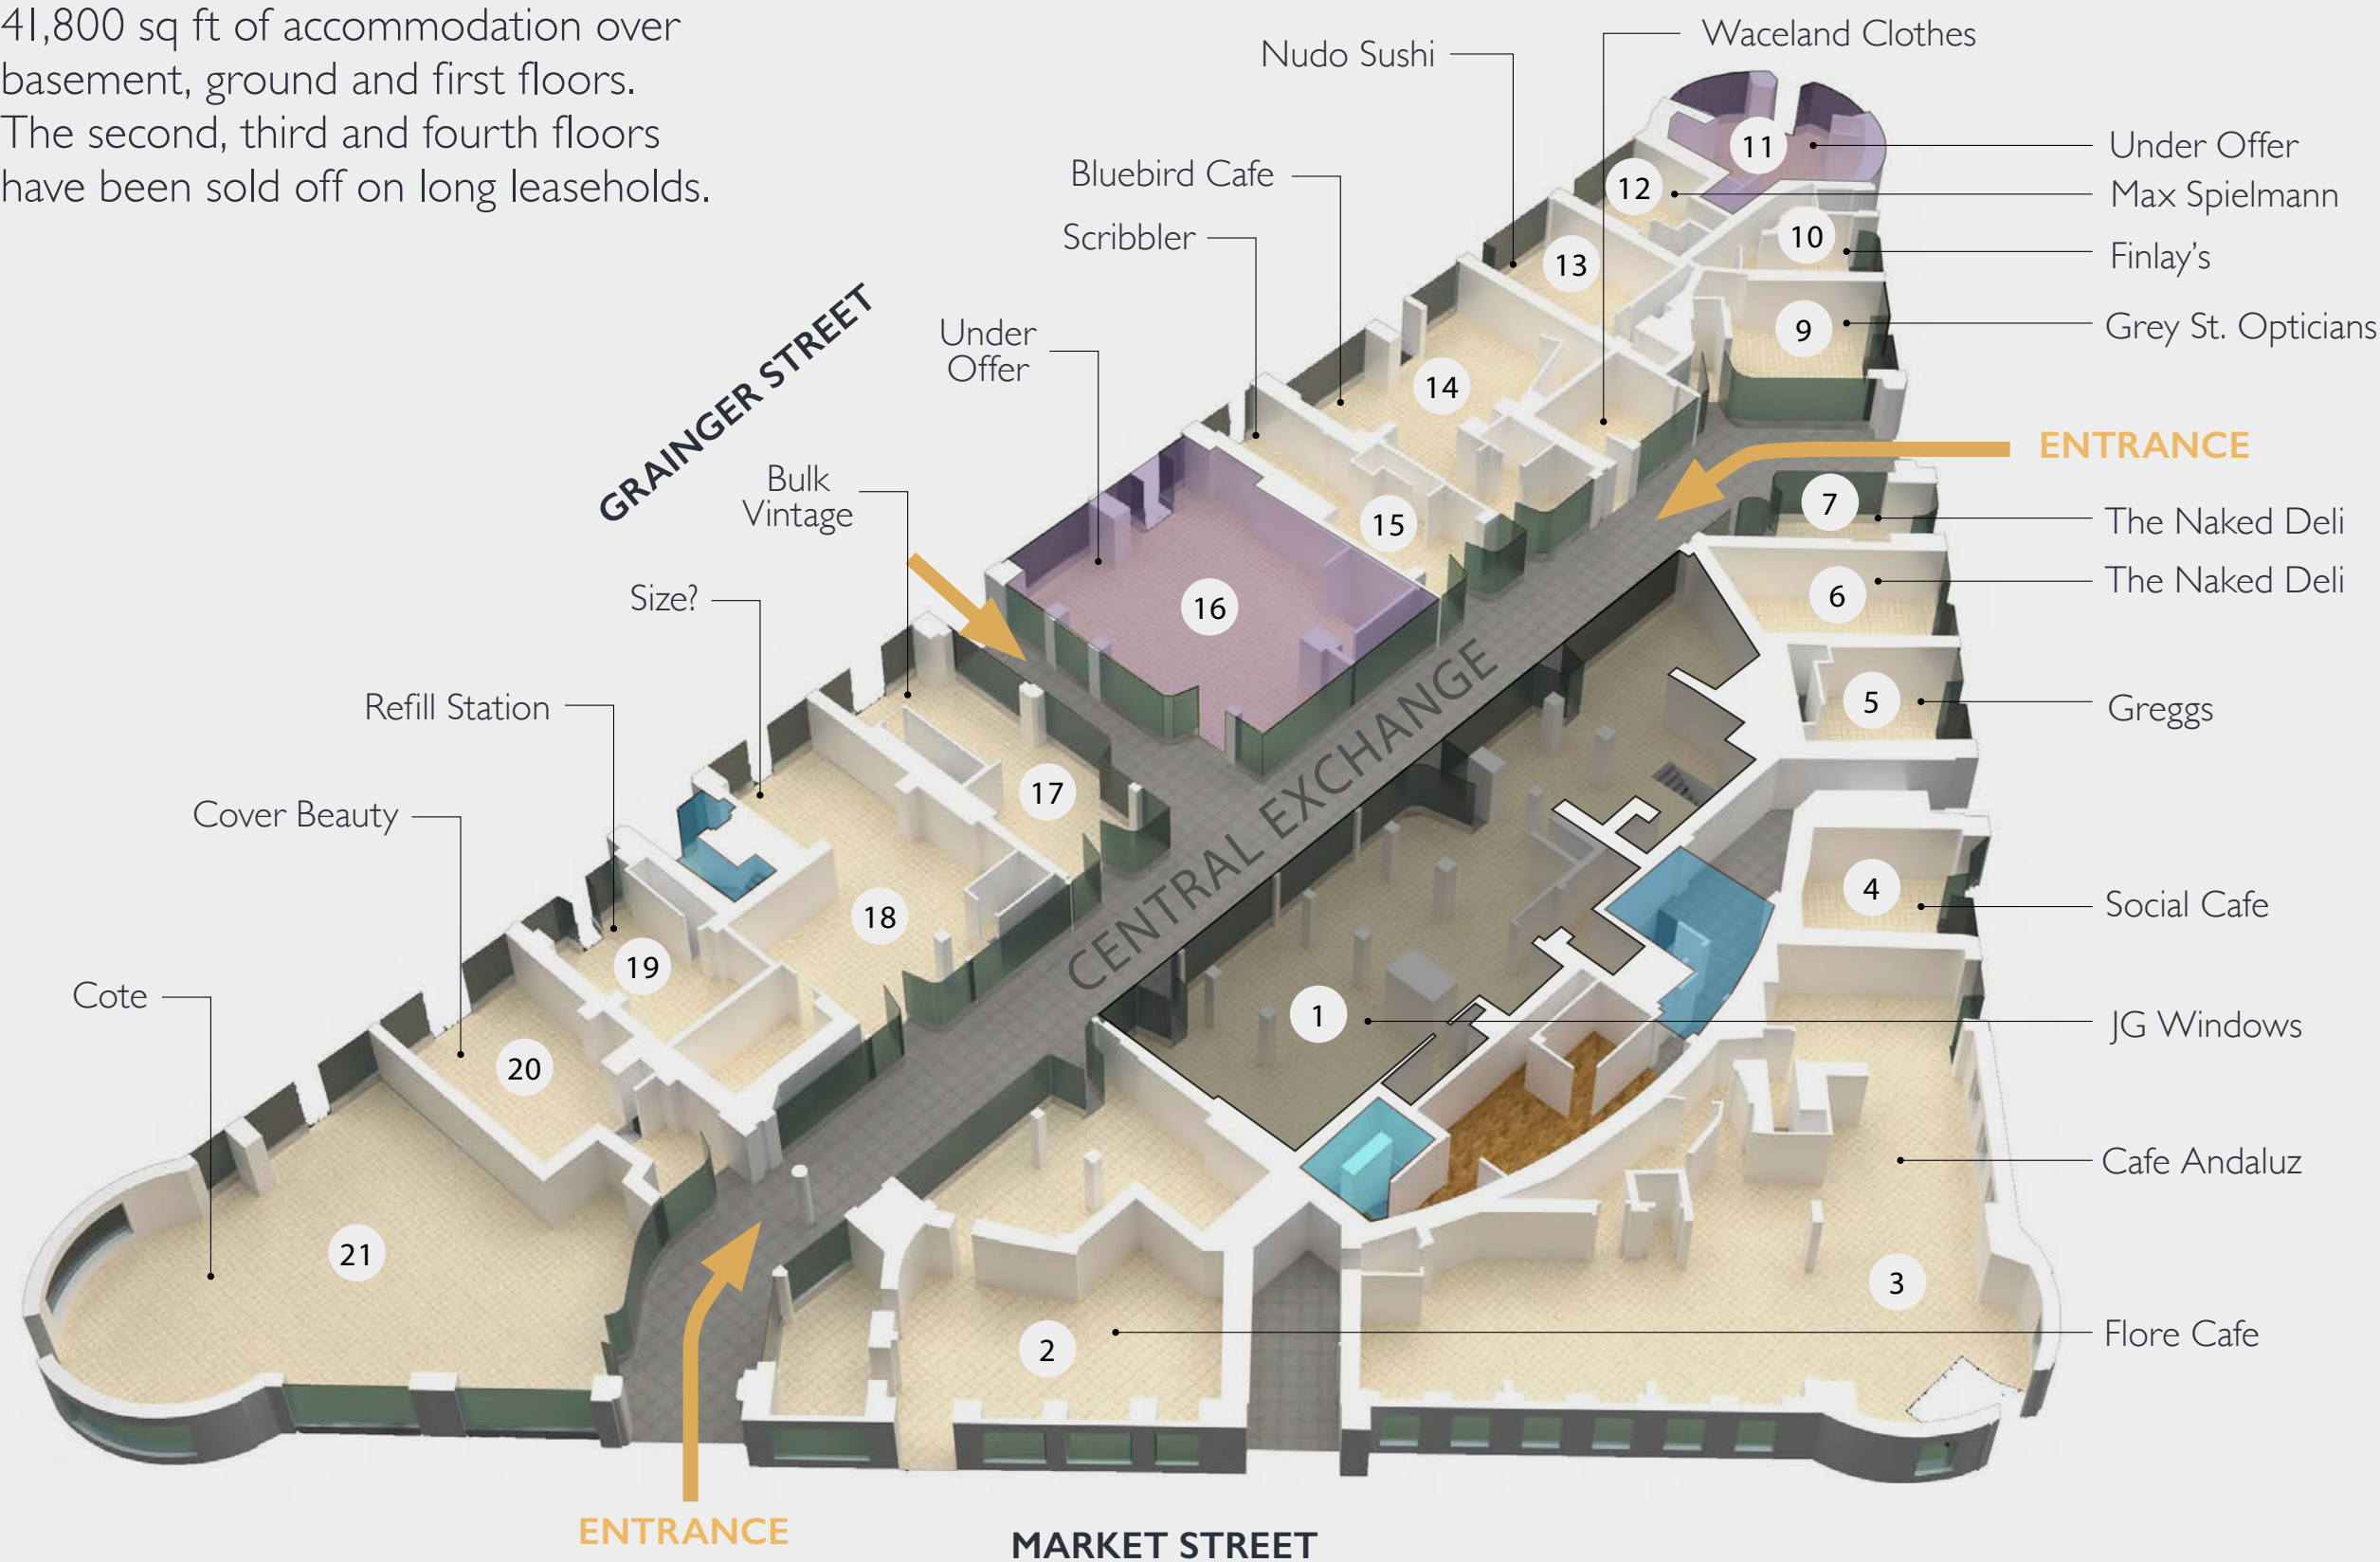 41,800 sq ft of accommodation over
basement, ground and first floors.
The second, third and fourth floors
have been sold off on long leaseholds.
Waceland Clothes
Nudo Sushi
Bluebird Cafe
Scribbler
Under
Offer
GRAINGER STREET
Bulk
Vintage
Size?
Refill Station
Cover Beauty
Cote
Under Offer
Max Spielmann
Finlay's
Grey St. Opticians
ENTRANCE
The Naked Deli
The Naked Deli
Greggs
Social Cafe
JG Windows
Cafe Andaluz
Flore Cafe
11
12
10
13
9
14
7
15
6
16
5
17
4
18
19
1
20
21
3
2
CENTRAL EXCHANGE
ENTRANCE
MARKET STREET